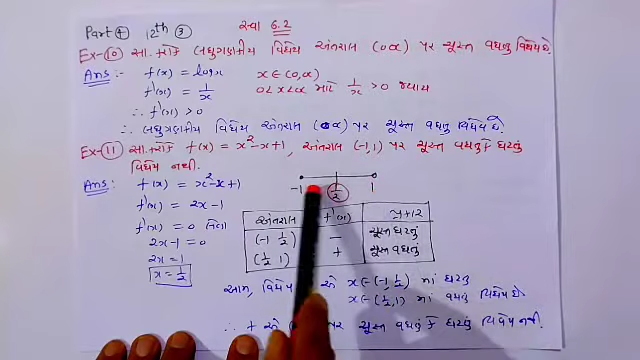 Part ④ 12th ③
સ્વા 6.2
Ex-⑩ સા. કરો કે લઘુગણકીય વિધેય અંતરાલ (0,∞) પર ચુસ્ત વધતું વિધેય છે.
Ans:- f(x) = logx x∈(0,∞)
f'(x) = 1/x 0<x<∞ માટે 1/x > 0 થાય
∴ f'(x) > 0
∴ લઘુગણકીય વિધેય અંતરાલ (0,∞) પર ચુસ્ત વધતું વિધેય છે
Ex-⑪ સા. કરો કે f(x) = x²-x+1, અંતરાલ (-1,1) પર ચુસ્ત વધતું કે ઘટતું
વિધેય નથી.
Ans:- f(x) = x²-x+1
-1 1/2 1
f'(x) = 2x-1
f'(x) = 0 લેતા
2x-1=0
2x=1
x=1/2
અંતરાલ f'(x)
(-1 1/2) - ચુસ્ત ઘટતું
(1/2 1) + ચુસ્ત વધતું
આમ, વિધેય એ x∈(-1,1/2) માં ઘટતું
x∈(1/2,1) માં વધતું વિધેય છે
∴ f એ પર ચુસ્ત વધતું કે ઘટતું વિધેય નથી.